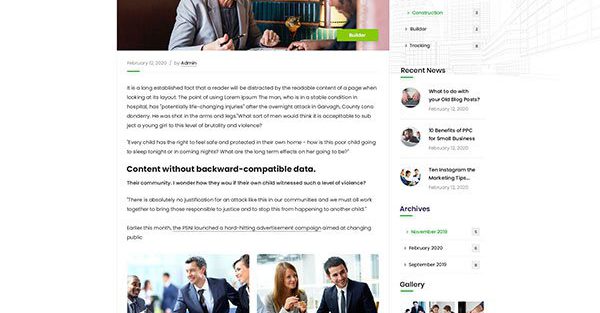 Builder
February 12, 2020 / by Admin
It is a long established fact that a reader will be distracted by the readable content of a page when
looking at its layout. The point of using Lorem Ipsum. The man, who is in a stable condition in
hospital, has "potentially life-changing injuries" after the overnight attack in Garvagh, County Lono
donderry. He was shot in the arms and legs."What sort of men would think it is acceptable to sub
ject a young girl to this level of brutality and violence?
"Every child has the right to feel safe and protected in their own home - how is this poor child going
to sleep tonight or in coming nights? What are the long term effects on her going to be?"
Content without backward-compatible data.
Their community. I wonder how they wou if their own child witnessed such a level of violence?
"There is absolutely no justification for an attack like this in our communities and we must all work
together to bring those responsible to justice and to stop this from happening to another child."
Earlier this month, the PSNI launched a hard-hitting advertisement campaign aimed at changing
public
> Construction
> Builder
> Tracking
Recent News
What to do with
your Old Blog Posts?
February 12, 2020
10 Benefits of PPC
for Small Business
February 12, 2020
Ten Instagram the
Marketing Tips...
February 12, 2020
Archives
> November 2019 5
> February 2020 6
> September 2019 8
Gallery